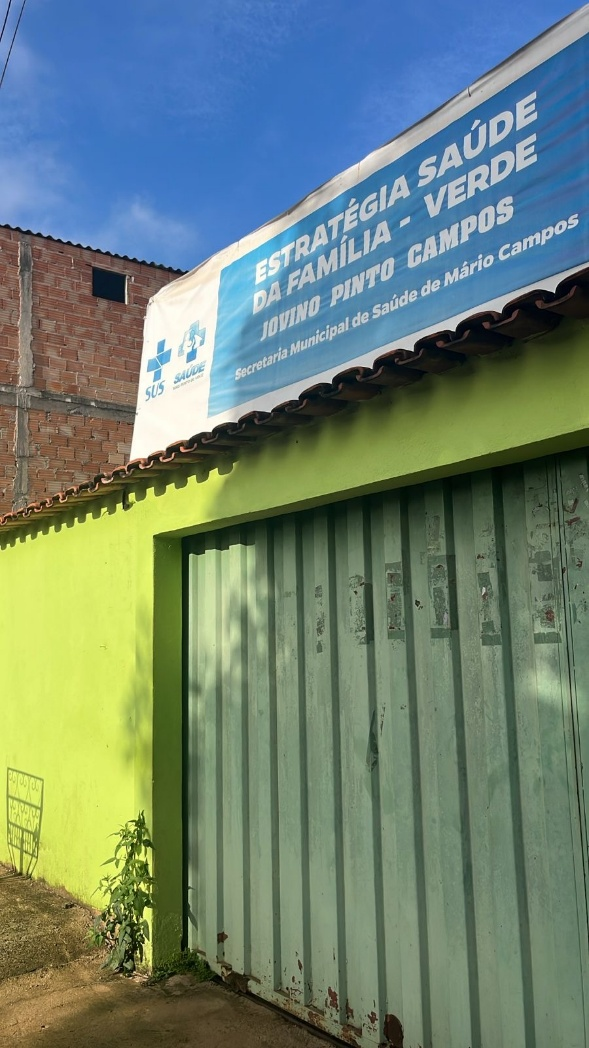 ESTRATÉGIA SAÚDE
DA FAMÍLIA - VERDE
JOVINO PINTO CAMPOS
Secretaria Municipal de Saúde de Mário Campos
SUS
SAÚDE